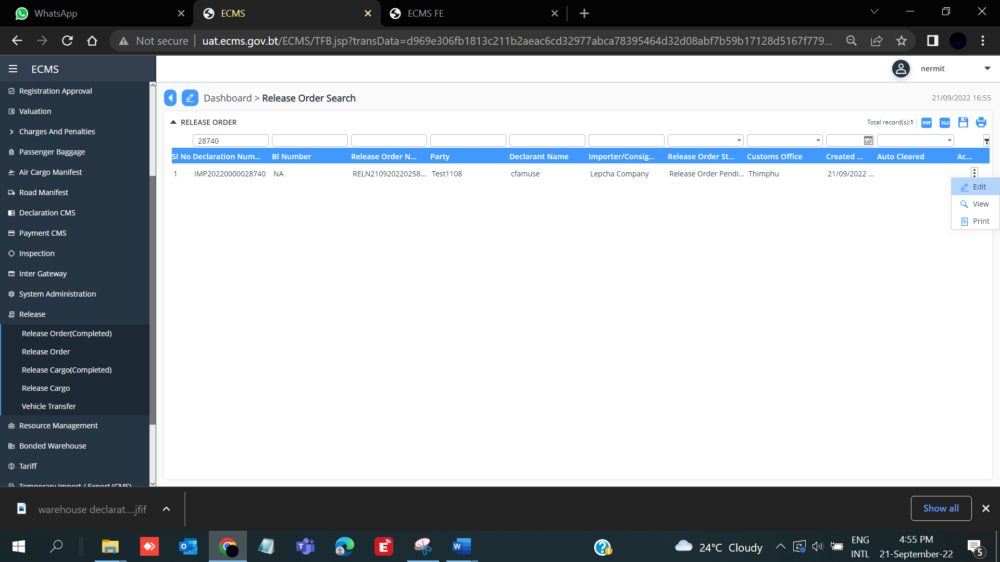 WhatsApp
ECMS
ECMS FE
Not secure uat.ecms.gov.bt/ECMS/TFB.jsp?transData=d969e306fb1813c211b2aeac6cd32977abca78395464d32d08abf7b59b17128d5167f779...
ECMS
nermit
Registration Approval
Valuation
Charges And Penalties
Passenger Baggage
Air Cargo Manifest
Road Manifest
Declaration CMS
Payment CMS
Inspection
Inter Gateway
System Administration
Release
Release Order(Completed)
Release Order
Release Cargo(Completed)
Release Cargo
Vehicle Transfer
Resource Management
Bonded Warehouse
Tariff
Temporary Import / Export (CMS)
Dashboard > Release Order Search
21/09/2022 16:55
RELEASE ORDER
Total record(s):1 PDF XLS
28740
Sl No Declaration Num... Bl Number Release Order N... Party Declarant Name Importer/Consig... Release Order St... Customs Office Created ... Auto Cleared Ac...
1 IMP20220000028740 NA RELN210920220258... Test1108 cfamuse Lepcha Company Release Order Pendi... Thimphu 21/09/2022 ...
Edit
View
Print
warehouse declarat....jfif
Show all
24°C Cloudy
ENG
INTL
4:55 PM
21-September-22
5